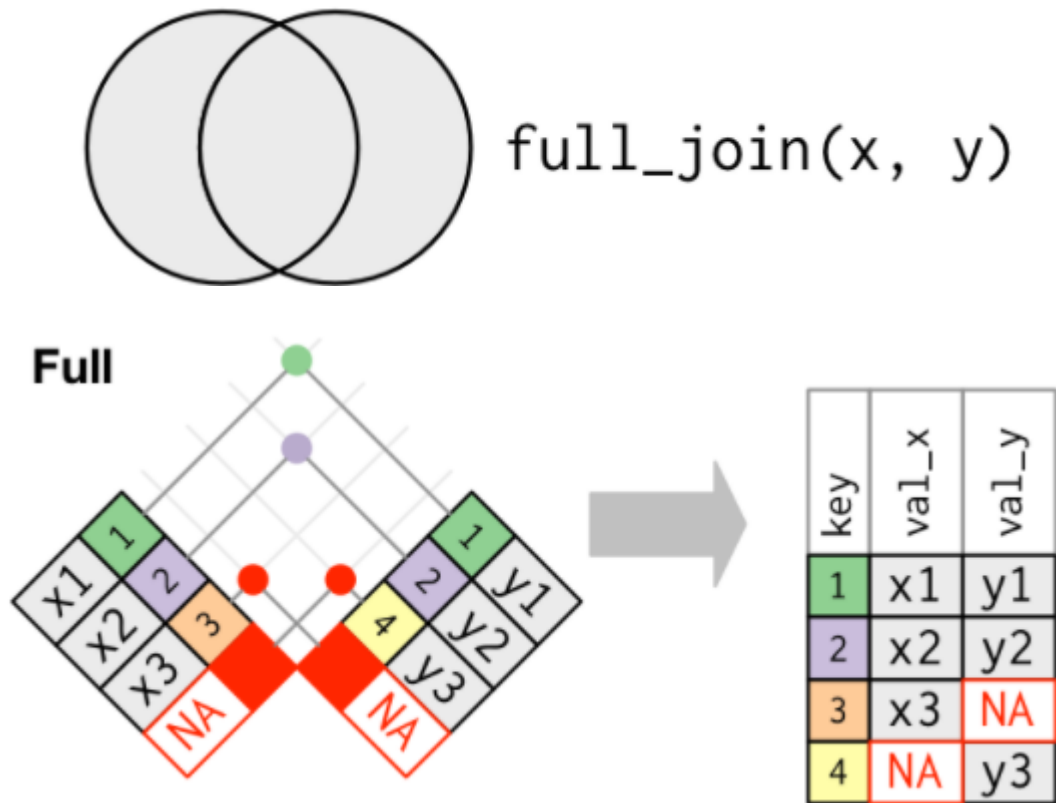 full_join(x, y)
Full
1
x1
2
x2
3
x3
NA
1
y1
2
y2
4
y3
NA
key val_x val_y
1 x1 y1
2 x2 y2
3 x3 NA
4 NA y3